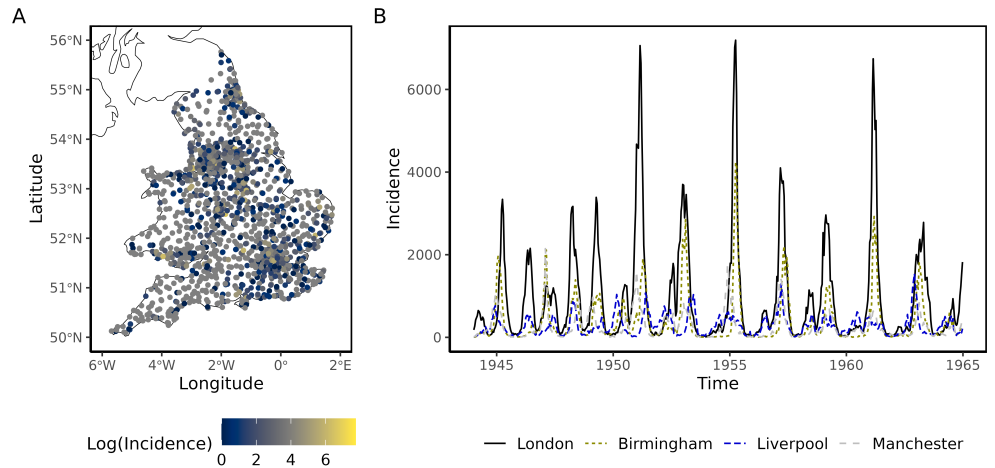 A
B
56°N
55°N
54°N
53°N
52°N
51°N
50°N
Latitude
6°W 4°W 2°W 0° 2°E
Longitude
Log(Incidence)
0 2 4 6
6000
4000
2000
0
Incidence
1945 1950 1955 1960 1965
Time
London Birmingham Liverpool Manchester